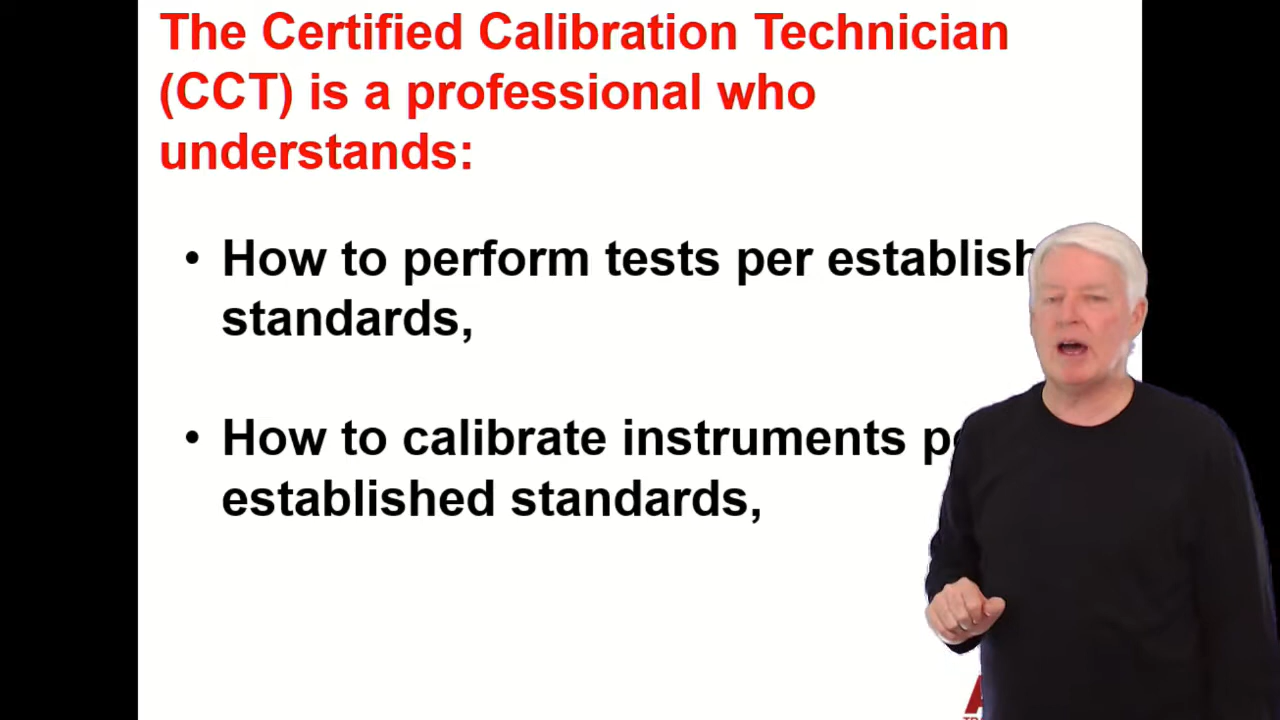 The Certified Calibration Technician
(CCT) is a professional who
understands:
• How to perform tests per establish
standards,
• How to calibrate instruments p
established standards,